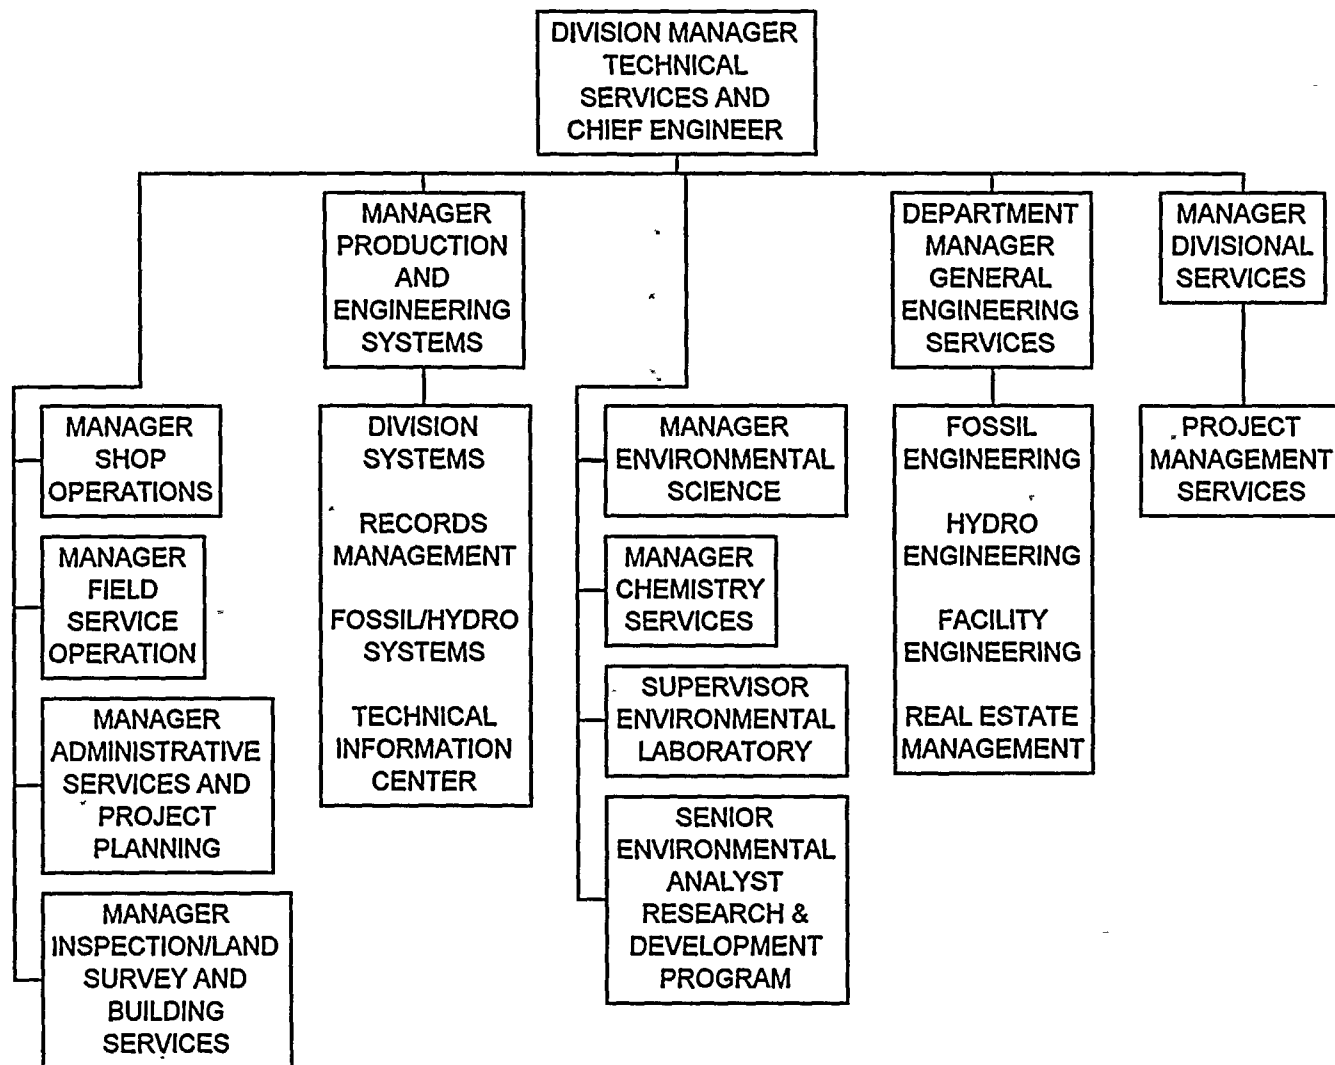 DIVISION MANAGER
TECHNICAL
SERVICES AND
CHIEF ENGINEER
MANAGER
PRODUCTION
AND
ENGINEERING
SYSTEMS
DEPARTMENT
MANAGER
GENERAL
ENGINEERING
SERVICES
MANAGER
DIVISIONAL
SERVICES
MANAGER
SHOP
OPERATIONS
MANAGER
FIELD
SERVICE
OPERATION
MANAGER
ADMINISTRATIVE
SERVICES AND
PROJECT
PLANNING
MANAGER
INSPECTION/LAND
SURVEY AND
BUILDING
SERVICES
DIVISION
SYSTEMS
RECORDS
MANAGEMENT
FOSSIL/HYDRO
SYSTEMS
TECHNICAL
INFORMATION
CENTER
MANAGER
ENVIRONMENTAL
SCIENCE
MANAGER
CHEMISTRY
SERVICES
SUPERVISOR
ENVIRONMENTAL
LABORATORY
SENIOR
ENVIRONMENTAL
ANALYST
RESEARCH &
DEVELOPMENT
PROGRAM
FOSSIL
ENGINEERING
HYDRO
ENGINEERING
FACILITY
ENGINEERING
REAL ESTATE
MANAGEMENT
PROJECT
MANAGEMENT
SERVICES